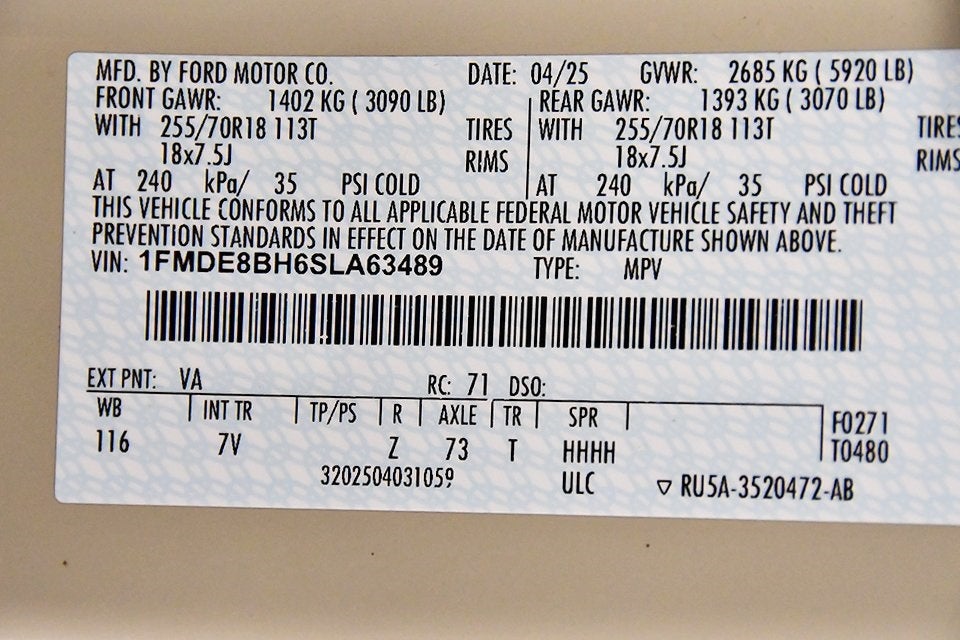 MFD. BY FORD MOTOR CO. DATE: 04/25 GVWR: 2685 KG ( 5920 LB)
FRONT GAWR: 1402 KG ( 3090 LB) REAR GAWR: 1393 KG ( 3070 LB)
WITH 255/70R18 113T TIRES WITH 255/70R18 113T TIRES
18x7.5J RIMS 18x7.5J RIMS
AT 240 kPa/ 35 PSI COLD AT 240 kPa/ 35 PSI COLD
THIS VEHICLE CONFORMS TO ALL APPLICABLE FEDERAL MOTOR VEHICLE SAFETY AND THEFT
PREVENTION STANDARDS IN EFFECT ON THE DATE OF MANUFACTURE SHOWN ABOVE.
VIN: 1FMDE8BH6SLA63489 TYPE: MPV
EXT PNT: VA RC: 71 DSO:
WB INT TR TP/PS R AXLE TR SPR F0271
116 7V Z 73 T HHHH T0480
3202504031059 ULC ▽ RU5A-3520472-AB